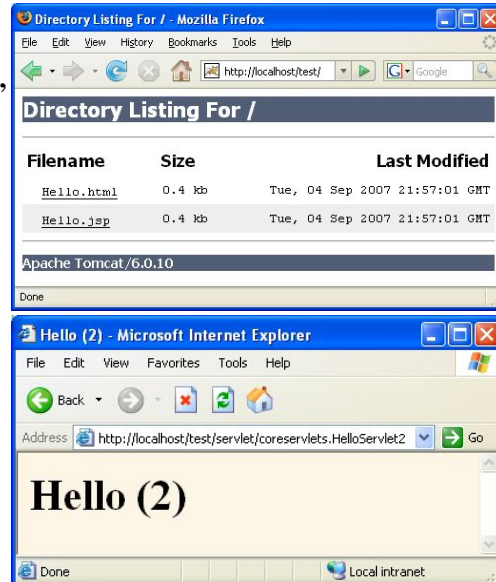 Directory Listing For / - Mozilla Firefox
File Edit View History Bookmarks Tools Help
http://localhost/test/ G Google
,
Directory Listing For /
Filename Size Last Modified
Hello.html 0.4 kb Tue, 04 Sep 2007 21:57:01 GMT
Hello.jsp 0.4 kb Tue, 04 Sep 2007 21:57:01 GMT
Apache Tomcat/6.0.10
Done
Hello (2) - Microsoft Internet Explorer
File Edit View Favorites Tools Help
Back
Address http://localhost/test/servlet/coreservlets.HelloServlet2 Go
Hello (2)
Done Local intranet